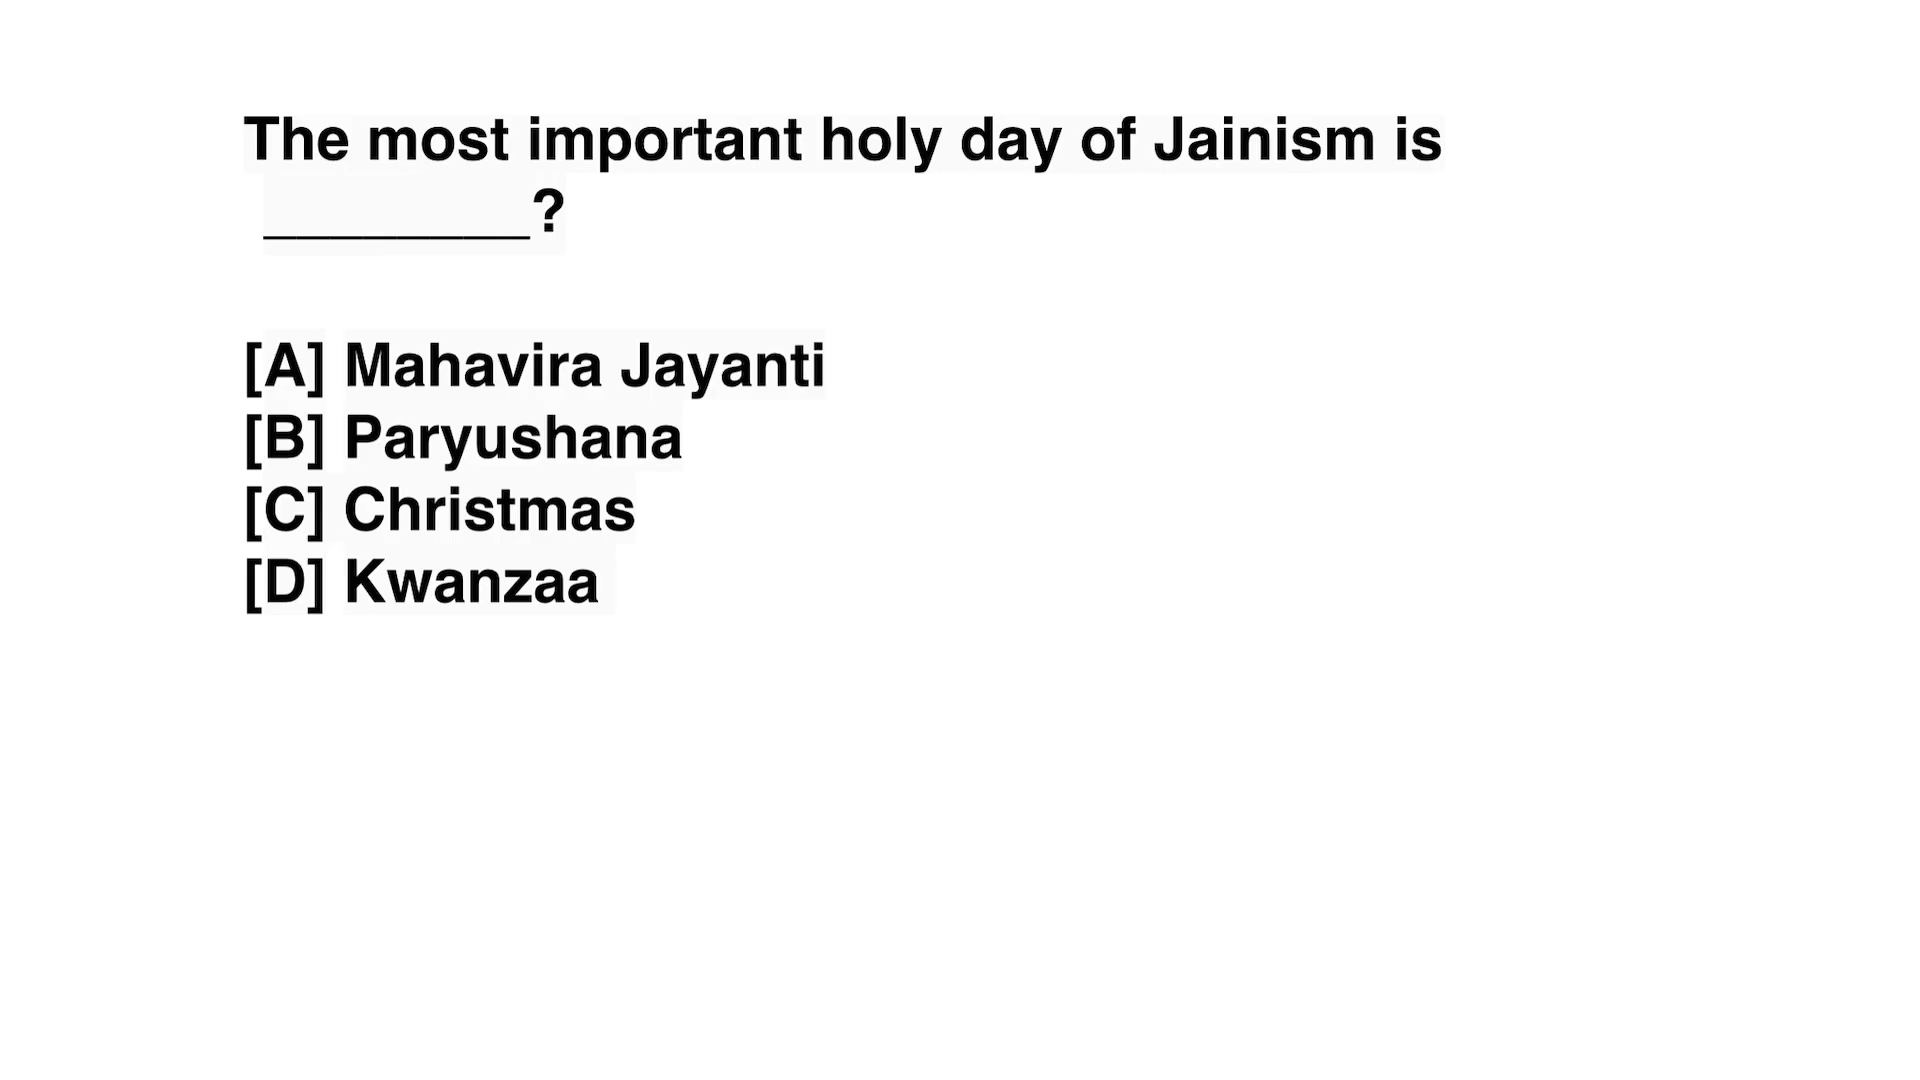 The most important holy day of Jainism is
________?
[A] Mahavira Jayanti
[B] Paryushana
[C] Christmas
[D] Kwanzaa